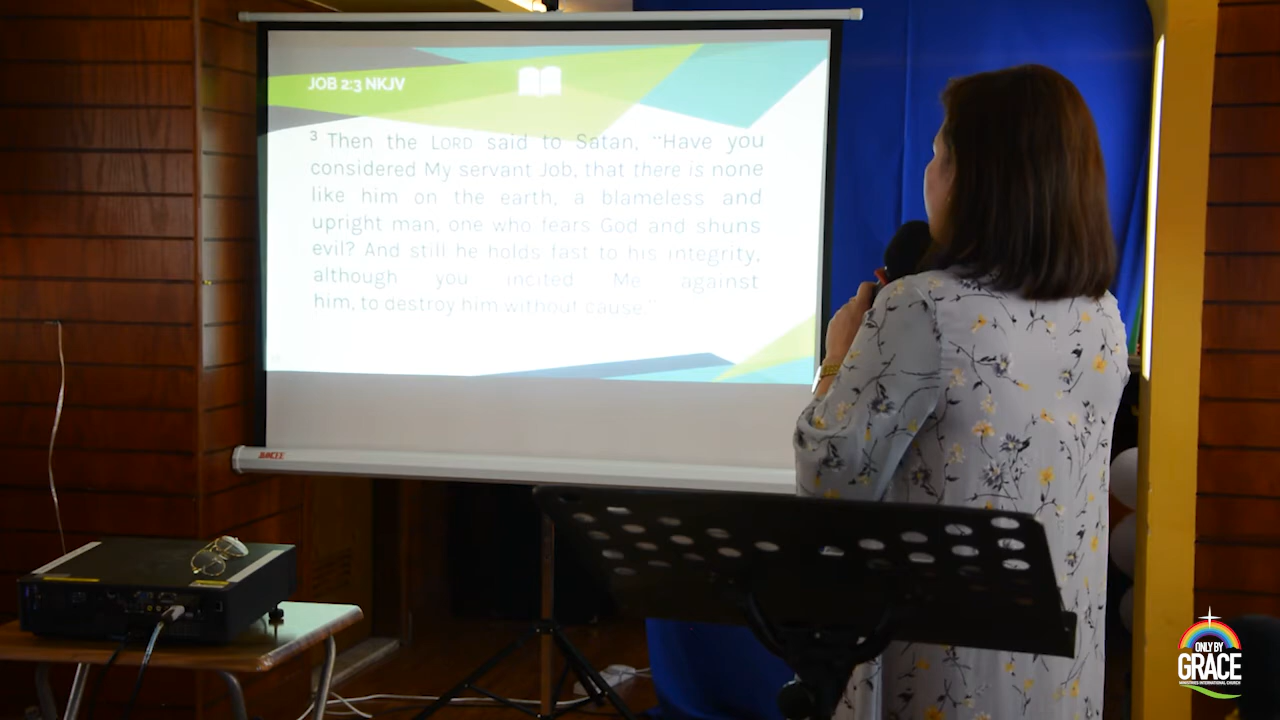 JOB 2:3 NKJV
3 Then the LORD said to Satan, “Have you
considered My servant Job, that there is none
like him on the earth, a blameless and
upright man, one who fears God and shuns
evil? And still he holds fast to his integrity,
although you incited Me against
him, to destroy him without cause.”
ONLY BY
GRACE
MINISTRIES INTERNATIONAL CHURCH